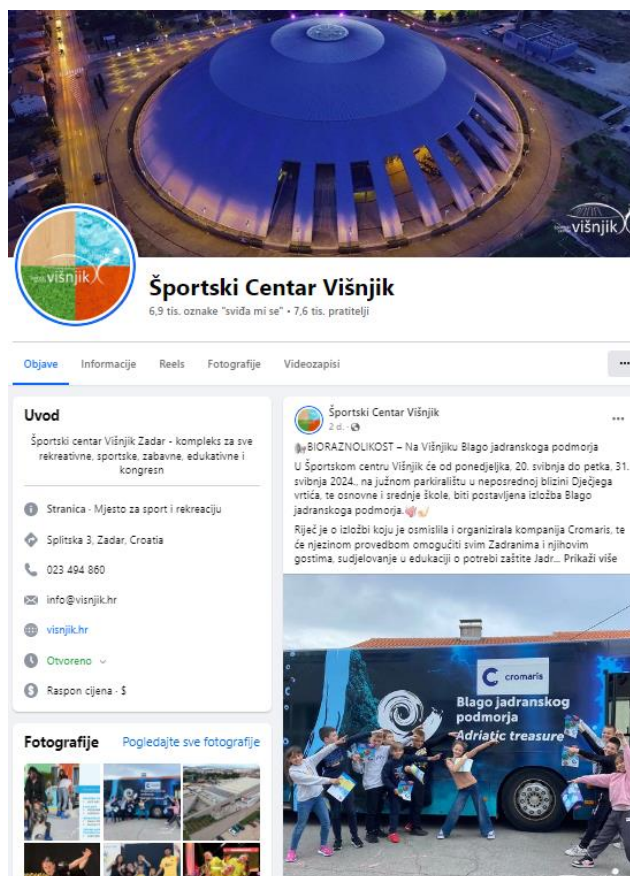 višnjik
višnjik
Športski Centar Višnjik
6,9 tis. oznake "sviđa mi se" • 7,6 tis. pratitelji
Objave Informacije Reels Fotografije Videozapisi
Uvod
Športski centar Višnjik Zadar - kompleks za sve
rekreativne, sportske, zabavne, edukativne i
kongresn
Stranica · Mjesto za sport i rekreaciju
Splitska 3, Zadar, Croatia
023 494 860
info@visnjik.hr
visnjik.hr
Otvoreno
Raspon cijena · $
Fotografije Pogledajte sve fotografije
Športski Centar Višnjik
2 d. ·
BIORAZNOLIKOST – Na Višnjiku Blago jadranskoga podmorja
U Športskom centru Višnjik će od ponedjeljka, 20. svibnja do petka, 31.
svibnja 2024., na južnom parkiralištu u neposrednoj blizini Dječjega
vrtića, te osnovne i srednje škole, biti postavljena izložba Blago
jadranskoga podmorja.
Riječ je o izložbi koju je osmislila i organizirala kompanija Cromaris, te
će njezinom provedbom omogućiti svim Zadranima i njihovim
gostima, sudjelovanje u edukaciji o potrebi zaštite Jadr... Prikaži više
cromaris
Blago jadranskog
podmorja
Adriatic treasure